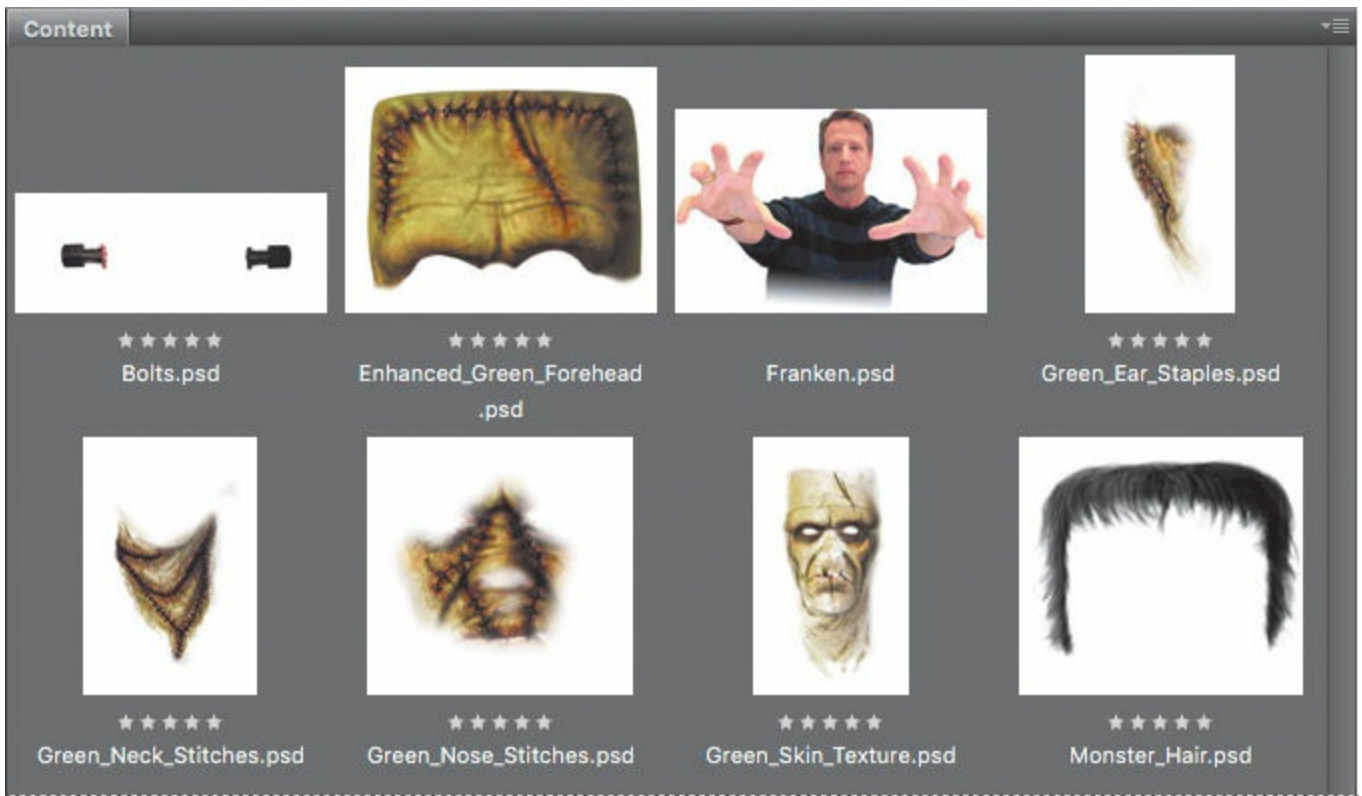 Content
Bolts.psd
Enhanced_Green_Forehead
.psd
Franken.psd
Green_Ear_Staples.psd
Green_Neck_Stitches.psd
Green_Nose_Stitches.psd
Green_Skin_Texture.psd
Monster_Hair.psd